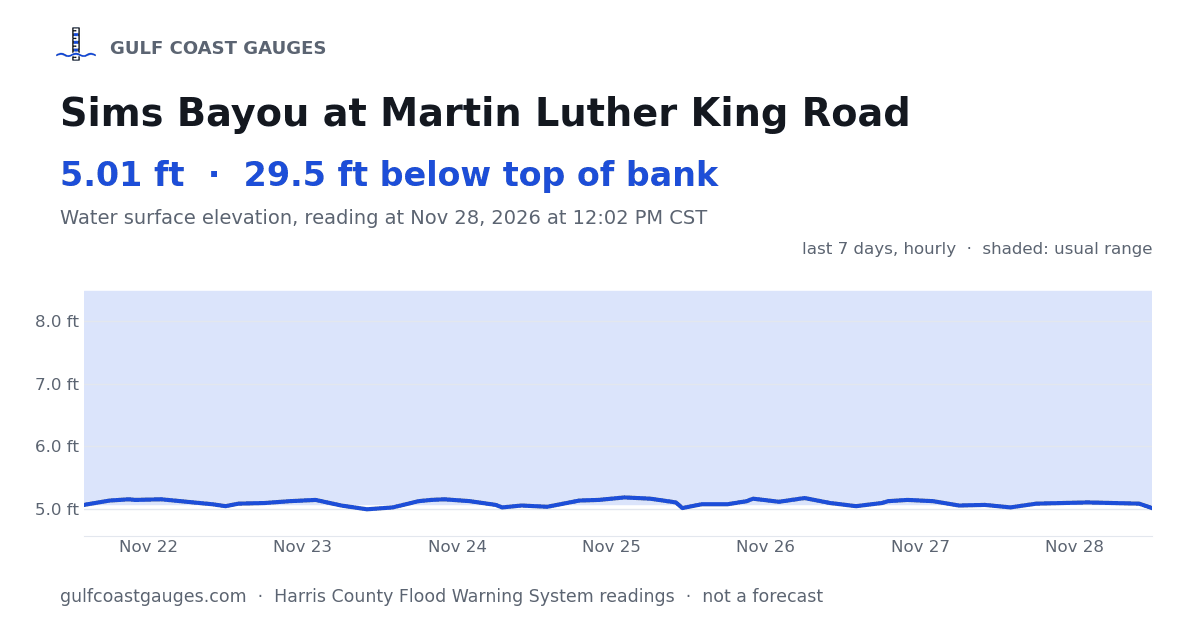 GULF COAST GAUGES
Sims Bayou at Martin Luther King Road
5.01 ft · 29.5 ft below top of bank
Water surface elevation, reading at Nov 28, 2026 at 12:02 PM CST
last 7 days, hourly · shaded: usual range
8.0 ft
7.0 ft
6.0 ft
5.0 ft
Nov 22 Nov 23 Nov 24 Nov 25 Nov 26 Nov 27 Nov 28
gulfcoastgauges.com · Harris County Flood Warning System readings · not a forecast